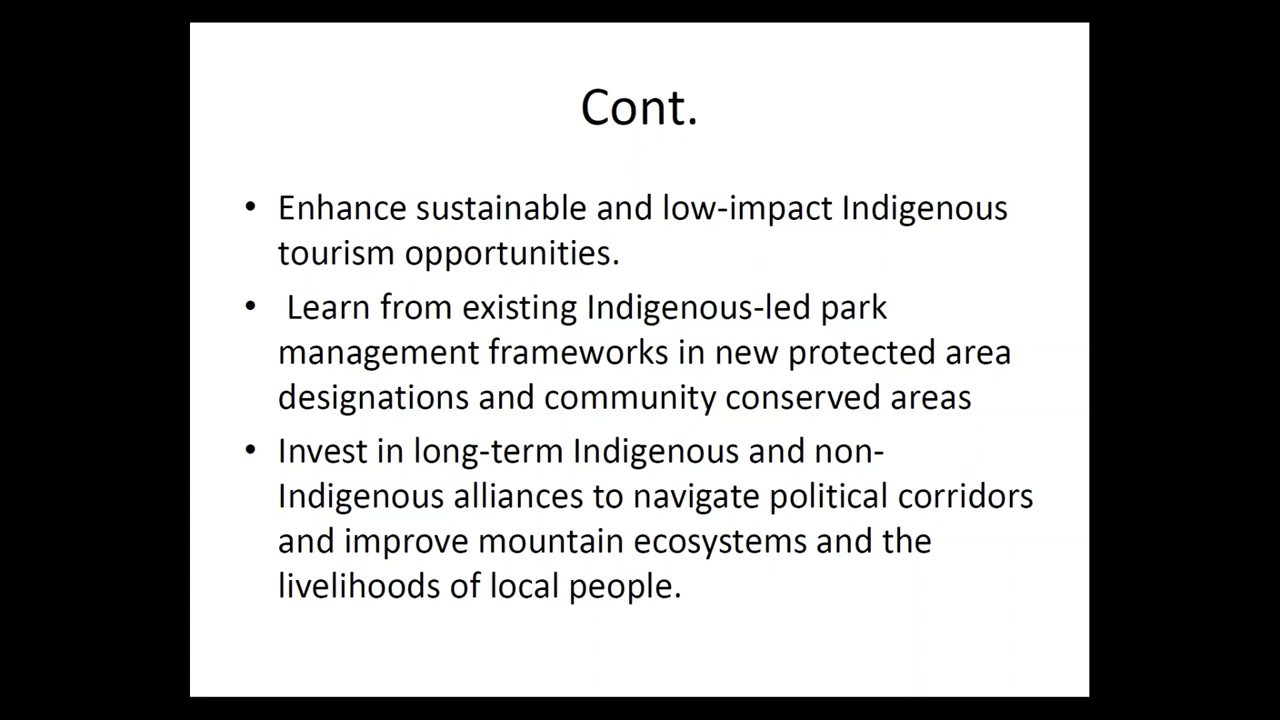 Cont.
• Enhance sustainable and low-impact Indigenous
tourism opportunities.
• Learn from existing Indigenous-led park
management frameworks in new protected area
designations and community conserved areas
• Invest in long-term Indigenous and non-
Indigenous alliances to navigate political corridors
and improve mountain ecosystems and the
livelihoods of local people.